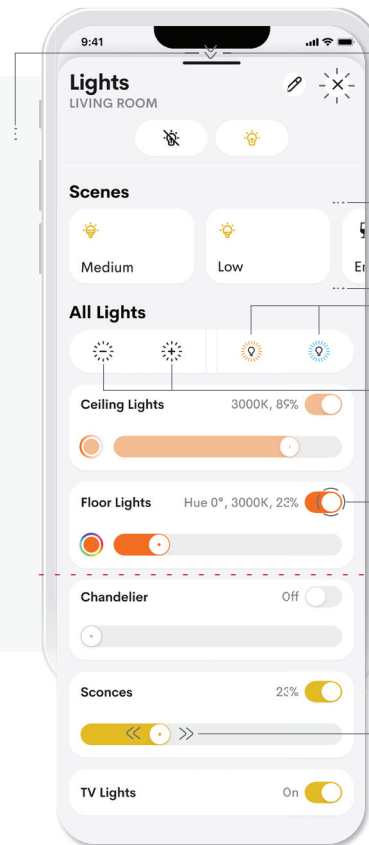 9:41
Lights
LIVING ROOM
Scenes
Medium
Low
All Lights
Ceiling Lights 3000K, 89%
Floor Lights Hue 0°, 3000K, 23%
Chandelier Off
Sconces 23%
TV Lights On